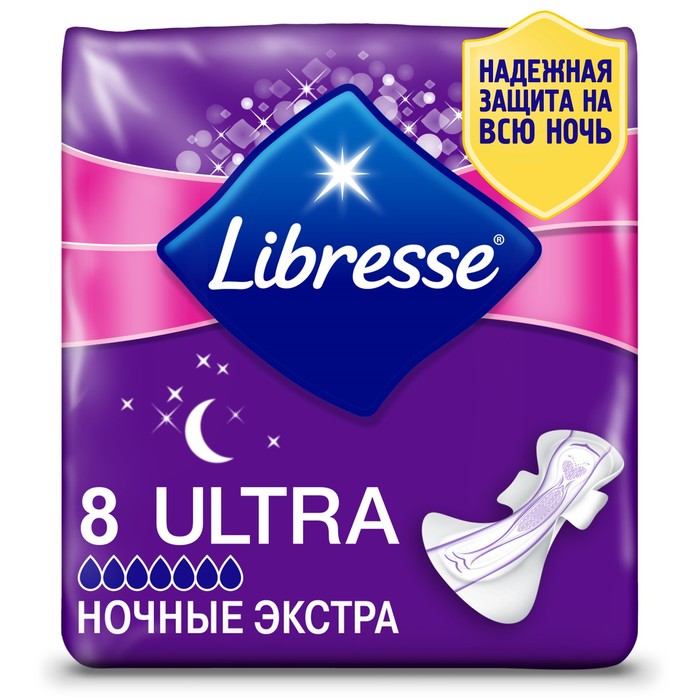 НАДЕЖНАЯ
ЗАЩИТА НА
ВСЮ НОЧЬ
Libresse®
8 ULTRA
НОЧНЫЕ ЭКСТРА